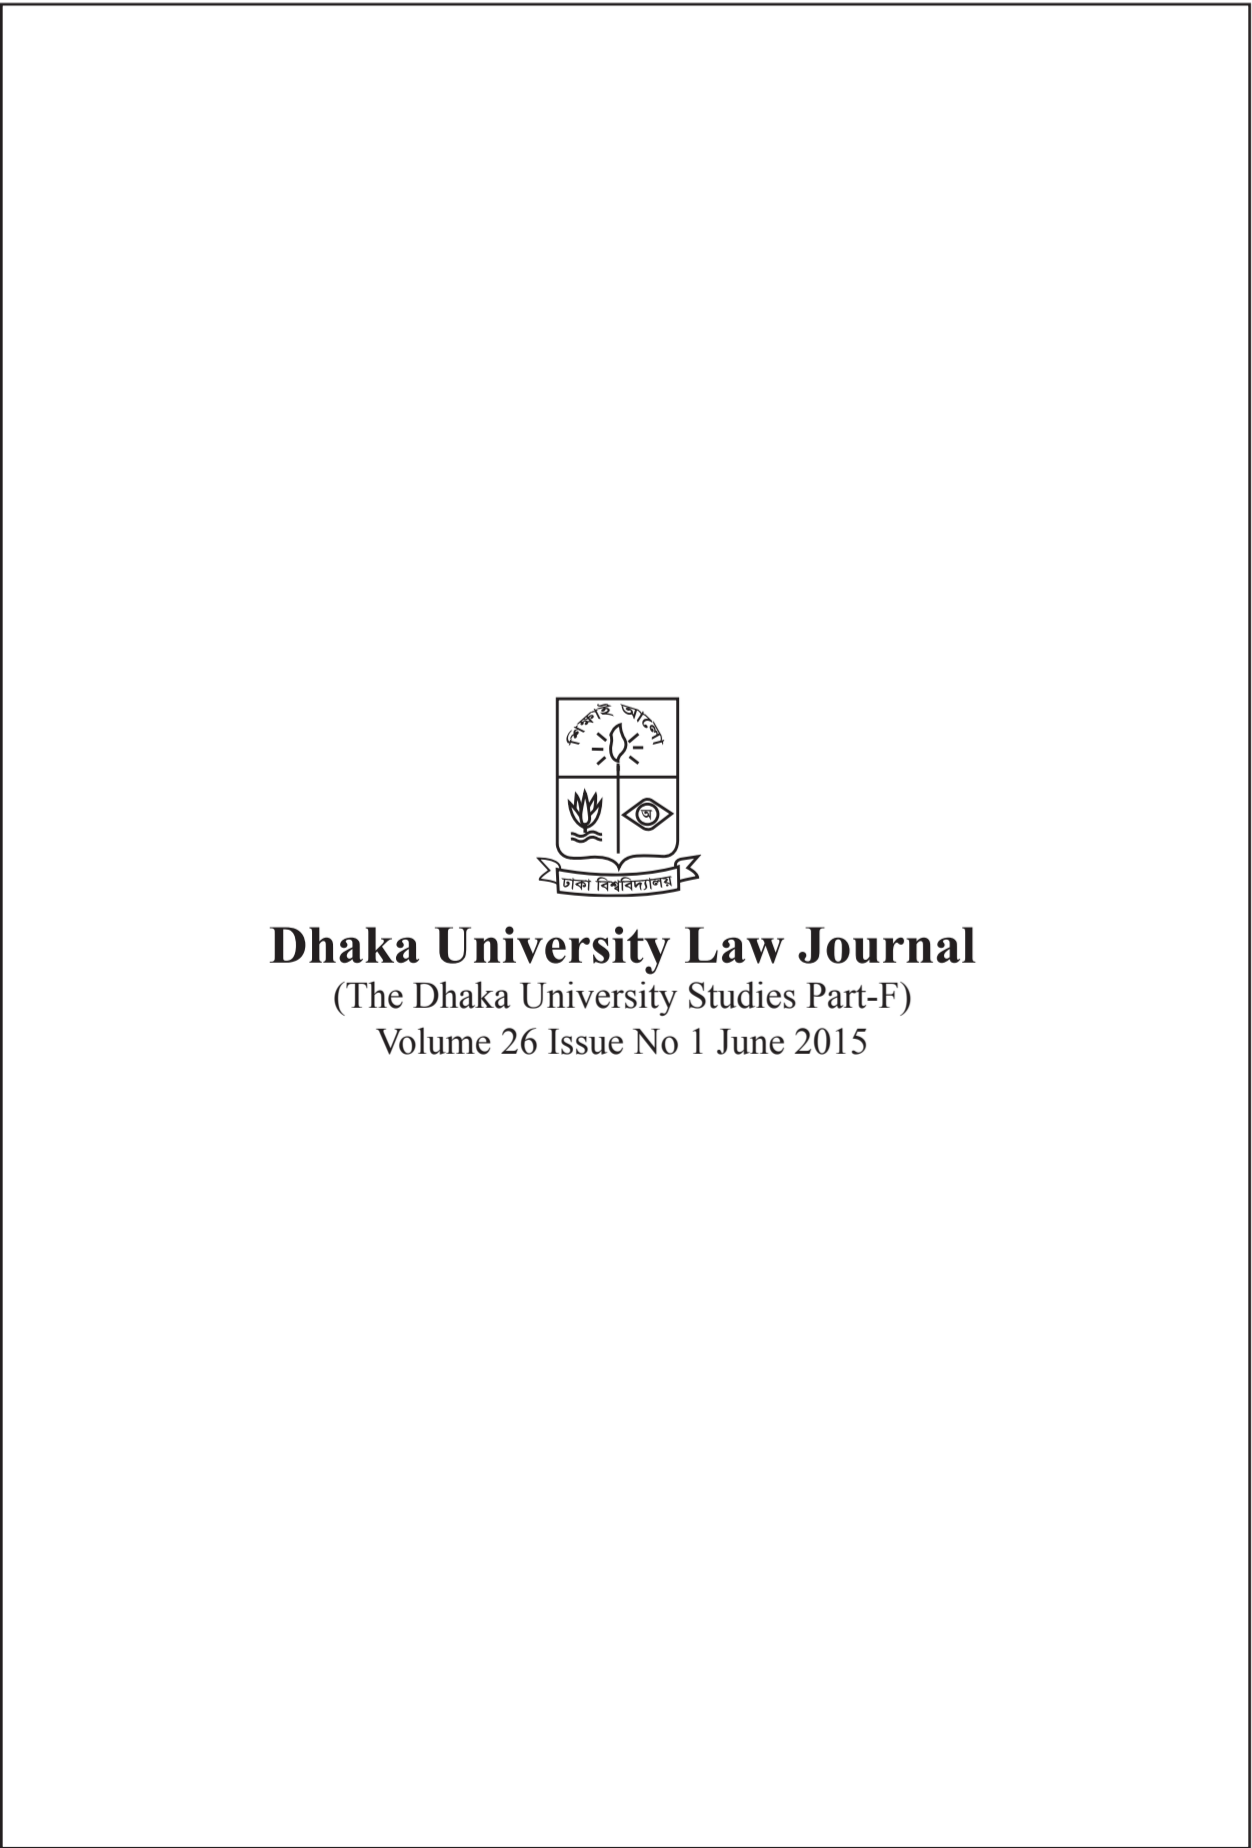 শিক্ষাই আলো
অ
ঢাকা বিশ্ববিদ্যালয়
Dhaka University Law Journal
(The Dhaka University Studies Part-F)
Volume 26 Issue No 1 June 2015